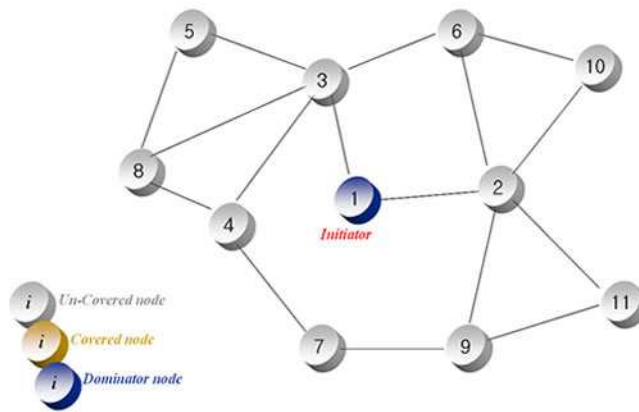 5
6
3
10
8
1
2
4
Initiator
i Un-Covered node
11
i Covered node
7
9
i Dominator node